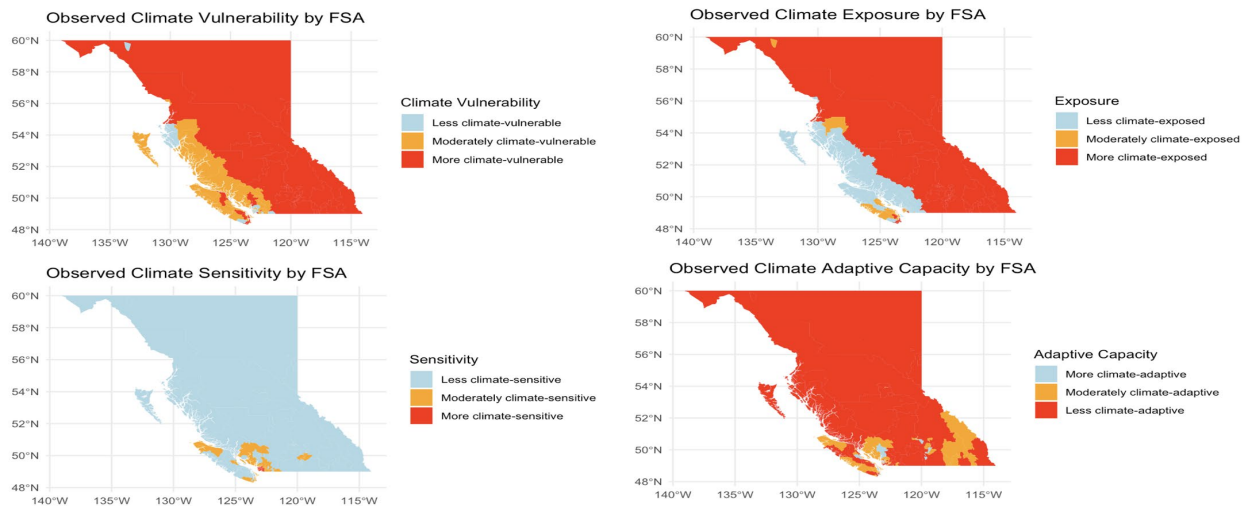 Observed Climate Vulnerability by FSA
60°N
58°N
56°N
54°N
52°N
50°N
48°N
140°W 135°W 130°W 125°W 120°W 115°W
Climate Vulnerability
Less climate-vulnerable
Moderately climate-vulnerable
More climate-vulnerable
Observed Climate Exposure by FSA
60°N
58°N
56°N
54°N
52°N
50°N
48°N
140°W 135°W 130°W 125°W 120°W 115°W
Exposure
Less climate-exposed
Moderately climate-exposed
More climate-exposed
Observed Climate Sensitivity by FSA
60°N
58°N
56°N
54°N
52°N
50°N
48°N
140°W 135°W 130°W 125°W 120°W 115°W
Sensitivity
Less climate-sensitive
Moderately climate-sensitive
More climate-sensitive
Observed Climate Adaptive Capacity by FSA
60°N
58°N
56°N
54°N
52°N
50°N
48°N
140°W 135°W 130°W 125°W 120°W 115°W
Adaptive Capacity
More climate-adaptive
Moderately climate-adaptive
Less climate-adaptive